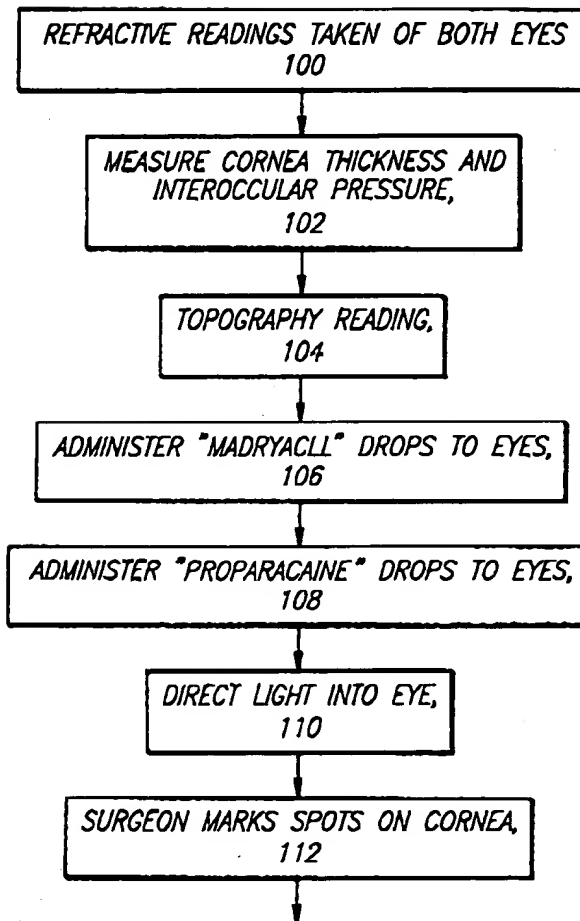 REFRACTIVE READINGS TAKEN OF BOTH EYES
100
MEASURE CORNEA THICKNESS AND
INTEROCCULAR PRESSURE,
102
TOPOGRAPHY READING,
104
ADMINISTER "MADRYACLL" DROPS TO EYES,
106
ADMINISTER "PROPARACAINE" DROPS TO EYES,
108
DIRECT LIGHT INTO EYE,
110
SURGEON MARKS SPOTS ON CORNEA,
112